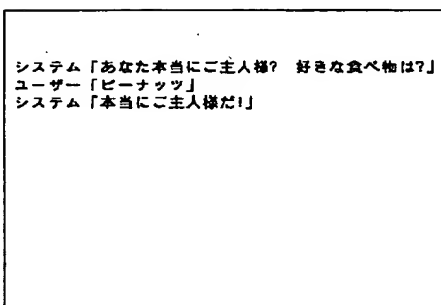 システム「あなた本当にご主人様?　好きな食べ物は?」
ユーザー「ピーナッツ」
システム「本当にご主人様だ!」